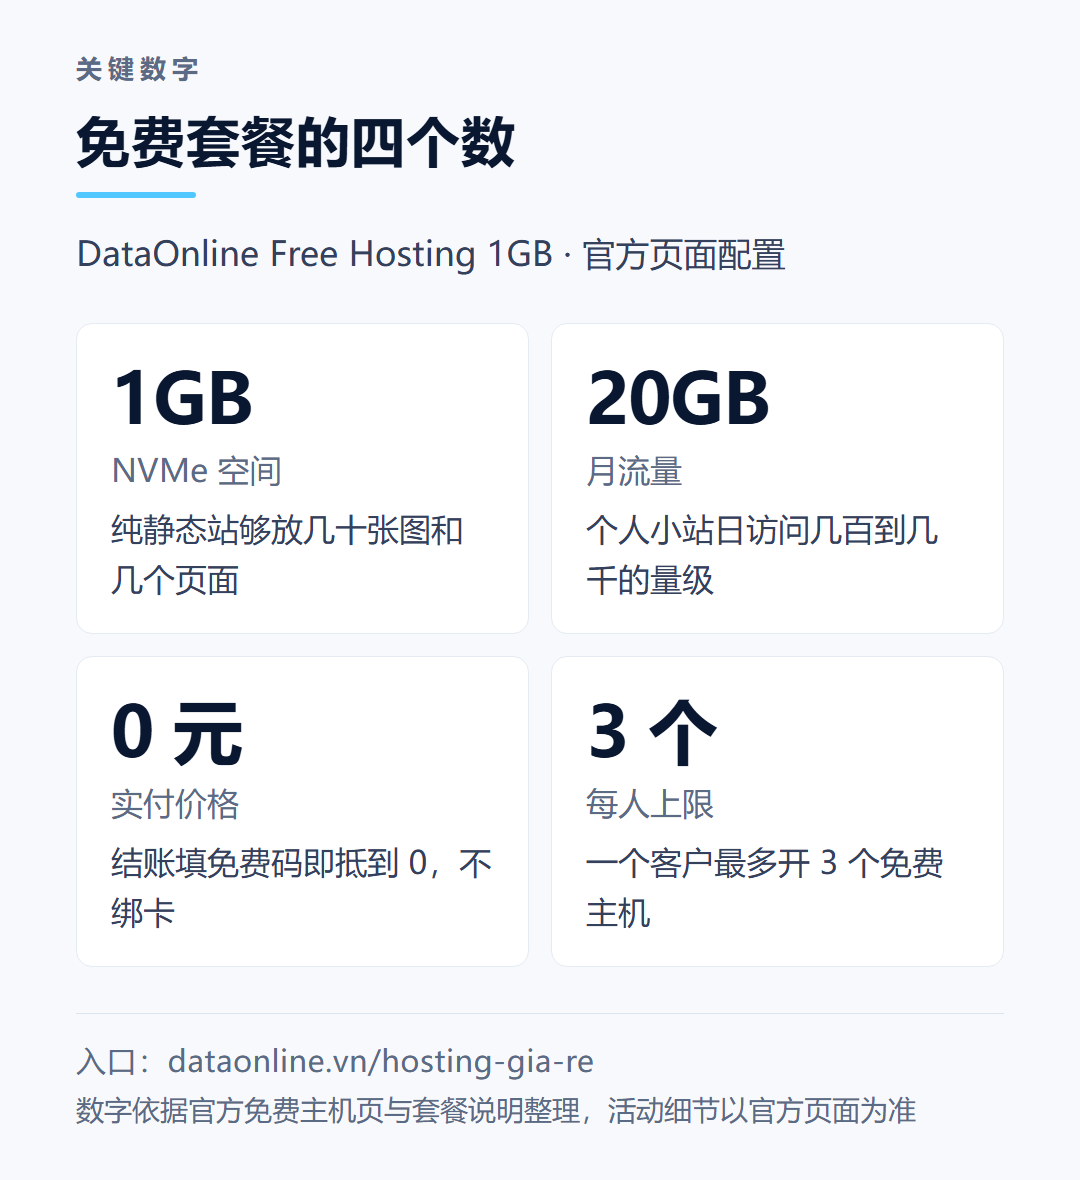 关键数字
免费套餐的四个数
DataOnline Free Hosting 1GB · 官方页面配置
1GB
NVMe 空间
纯静态站够放几十张图和
几个页面
20GB
月流量
个人小站日访问几百到几
千的量级
0 元
实付价格
结账填免费码即抵到 0，不
绑卡
3 个
每人上限
一个客户最多开 3 个免费
主机
入口：dataonline.vn/hosting-gia-re
数字依据官方免费主机页与套餐说明整理，活动细节以官方页面为准